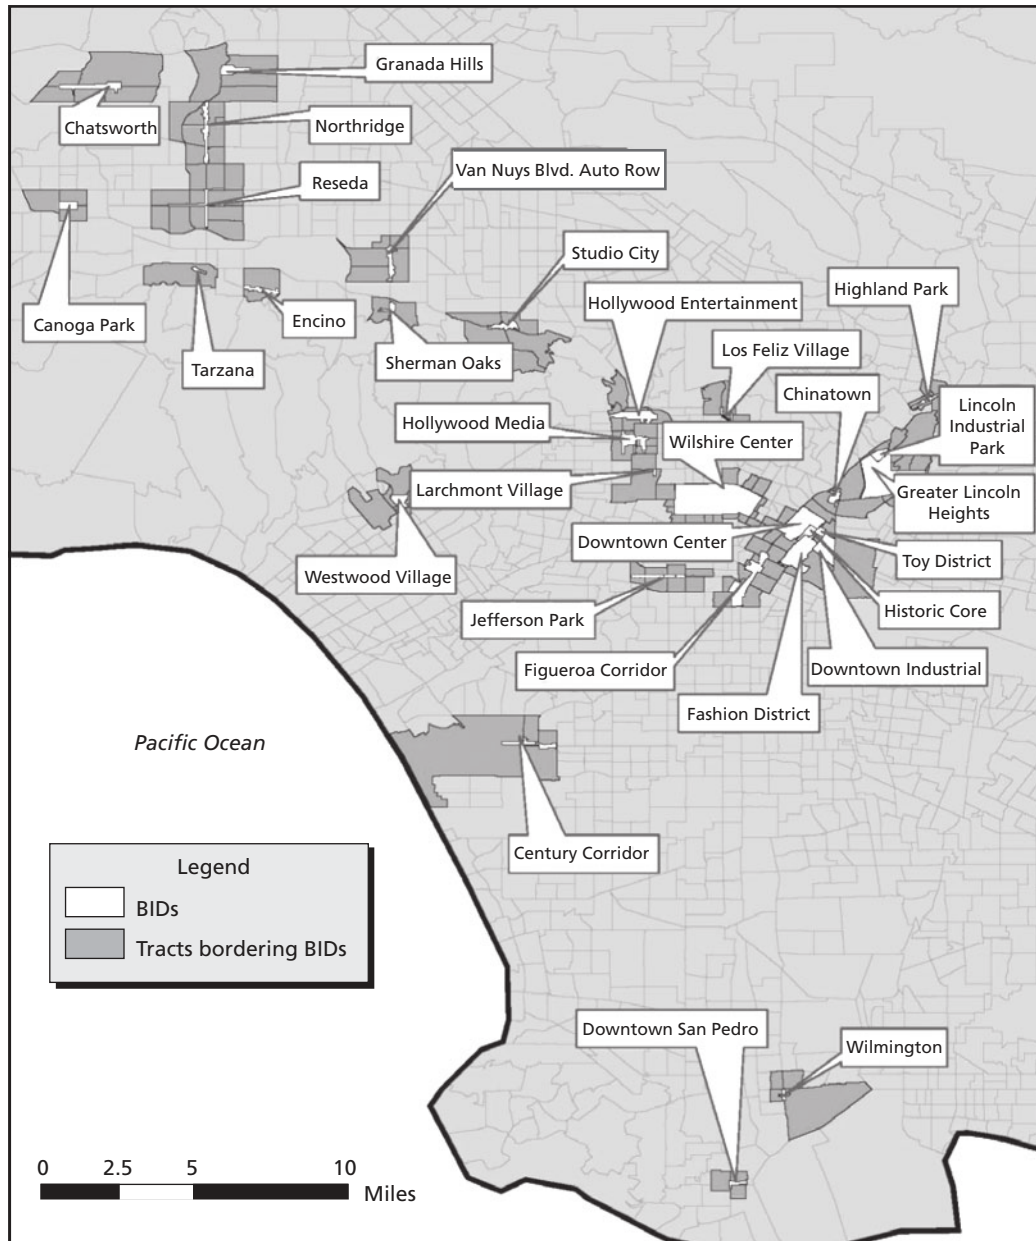 Granada Hills
Chatsworth
Northridge
Van Nuys Blvd. Auto Row
Reseda
Studio City
Highland Park
Hollywood Entertainment
Canoga Park
Encino
Los Feliz Village
Tarzana
Sherman Oaks
Chinatown
Lincoln
Industrial
Park
Hollywood Media
Wilshire Center
Larchmont Village
Greater Lincoln
Heights
Downtown Center
Toy District
Westwood Village
Historic Core
Jefferson Park
Figueroa Corridor
Downtown Industrial
Fashion District
Pacific Ocean
Century Corridor
Legend
BIDs
Tracts bordering BIDs
Downtown San Pedro
Wilmington
0 2.5 5 10
Miles